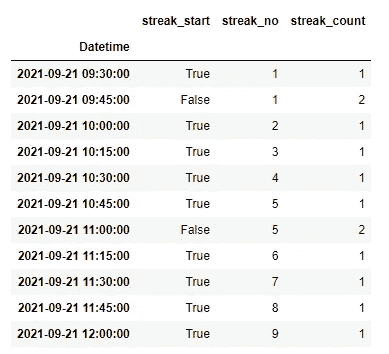 streak_start streak_no streak_count
Datetime
2021-09-21 09:30:00 True 1 1
2021-09-21 09:45:00 False 1 2
2021-09-21 10:00:00 True 2 1
2021-09-21 10:15:00 True 3 1
2021-09-21 10:30:00 True 4 1
2021-09-21 10:45:00 True 5 1
2021-09-21 11:00:00 False 5 2
2021-09-21 11:15:00 True 6 1
2021-09-21 11:30:00 True 7 1
2021-09-21 11:45:00 True 8 1
2021-09-21 12:00:00 True 9 1